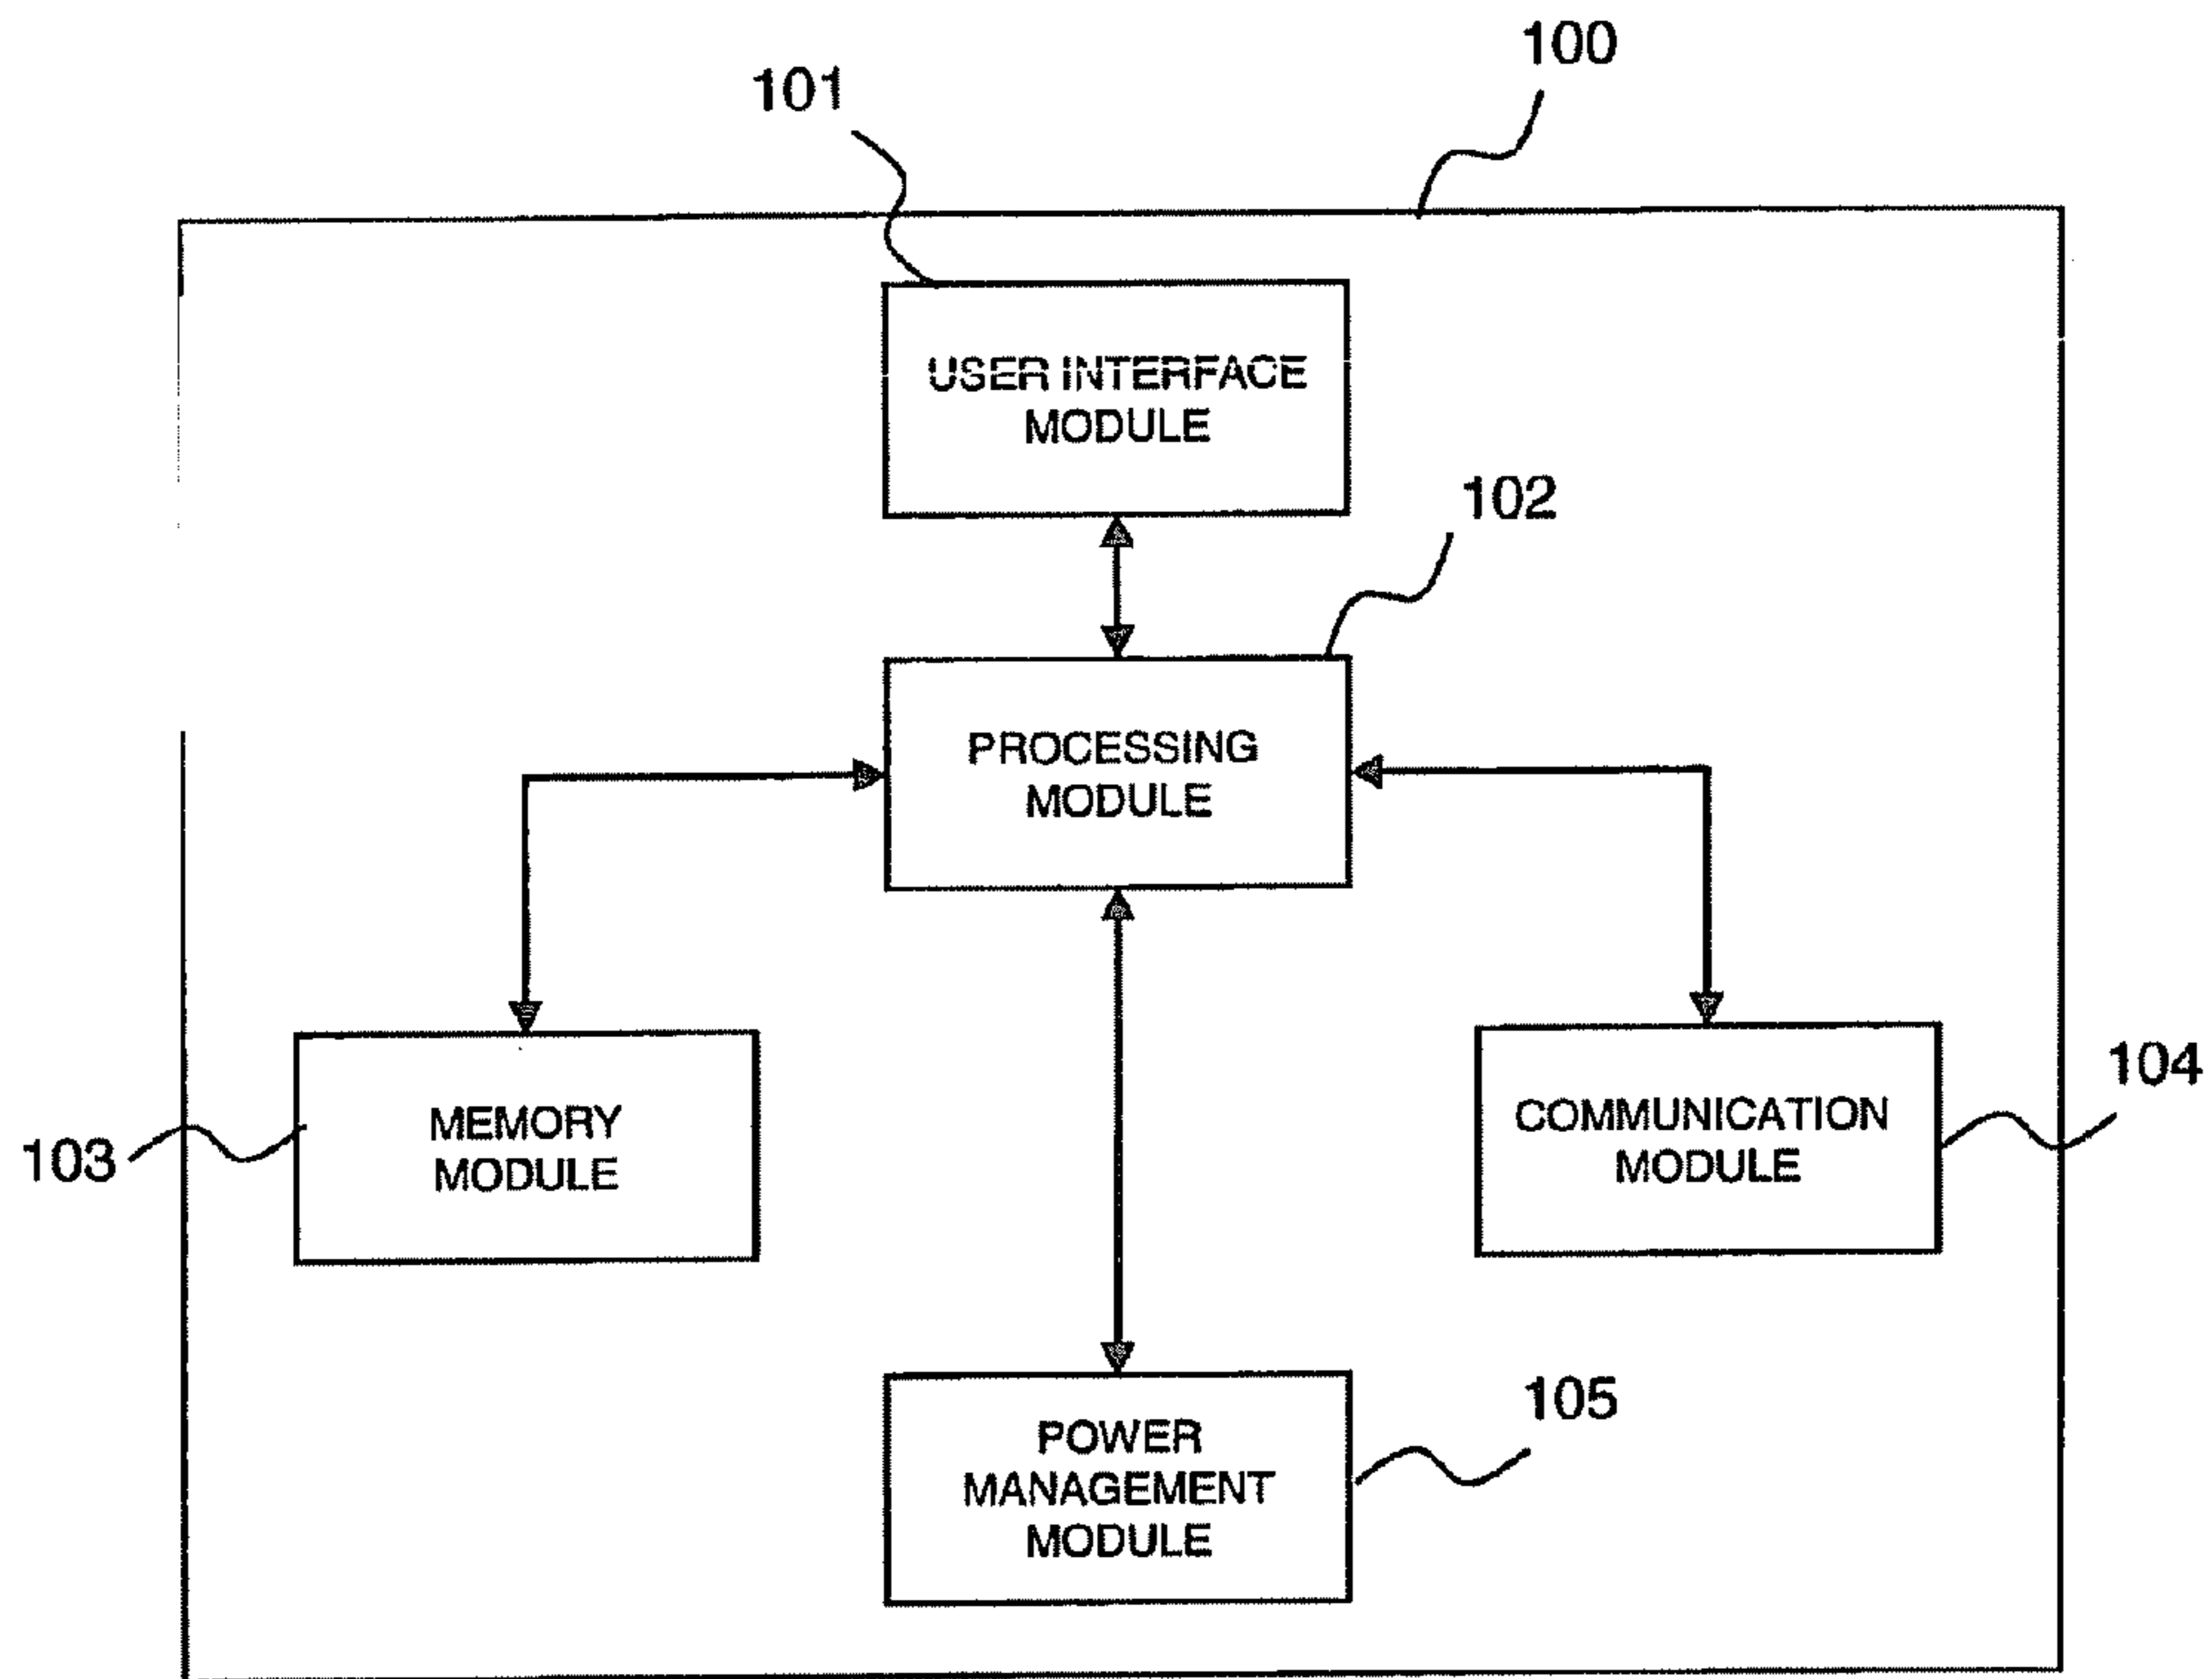 100
101
USER INTERFACE
MODULE
102
PROCESSING
MODULE
103
MEMORY
MODULE
104
COMMUNICATION
MODULE
105
POWER
MANAGEMENT
MODULE